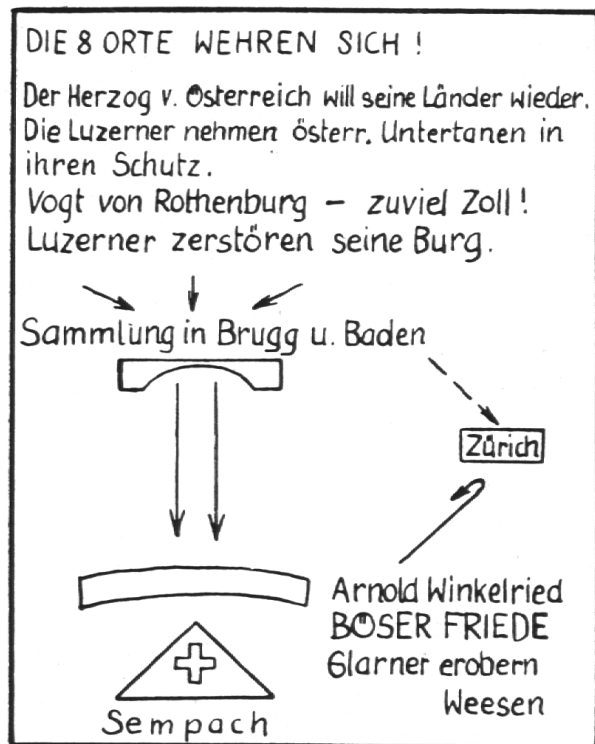 DIE 8 ORTE WEHREN SICH !
Der Herzog v. Österreich will seine Länder wieder.
Die Luzerner nehmen österr. Untertanen in
ihren Schutz.
Vogt von Rothenburg – zuviel Zoll !
Luzerner zerstören seine Burg.
Sammlung in Brugg u. Baden
Zürich
Arnold Winkelried
BÖSER FRIEDE
Glarner erobern
Weesen
Sempach